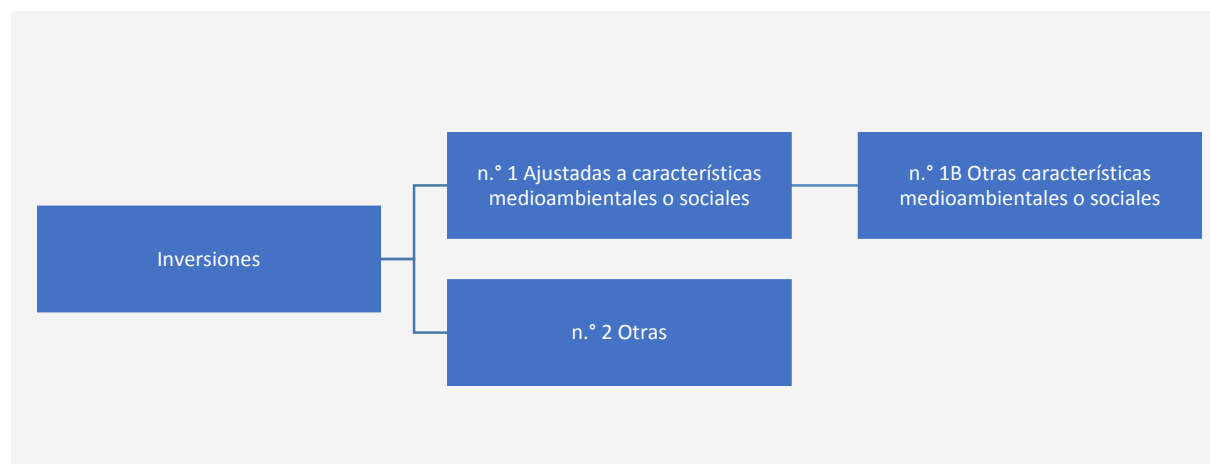 Inversiones
n.° 1 Ajustadas a características
medioambientales o sociales
n.° 1B Otras características
medioambientales o sociales
n.° 2 Otras